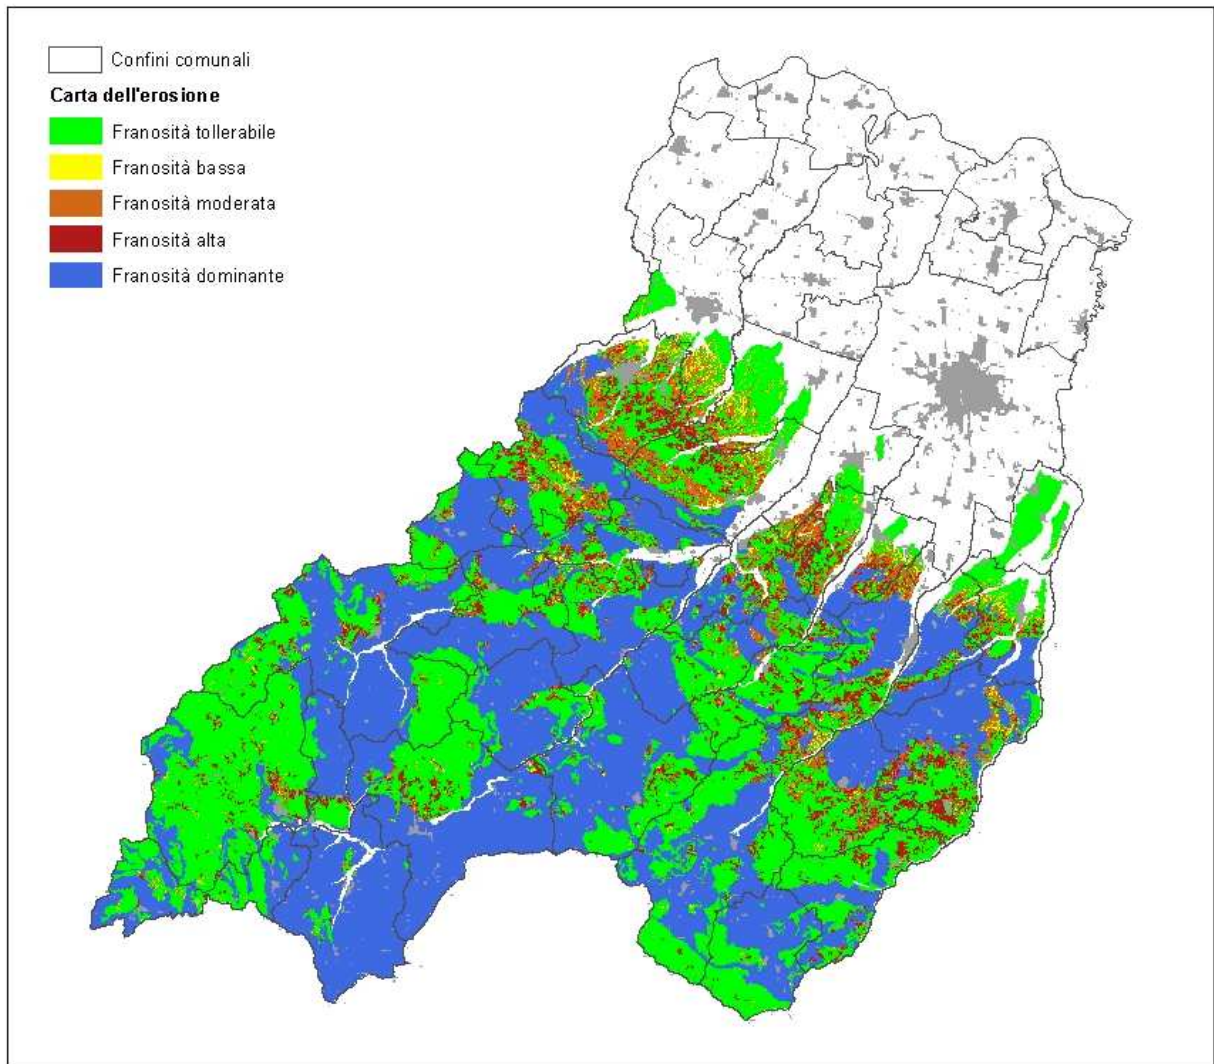 Confini comunali
Carta dell'erosione
Franosità tollerabile
Franosità bassa
Franosità moderata
Franosità alta
Franosità dominante